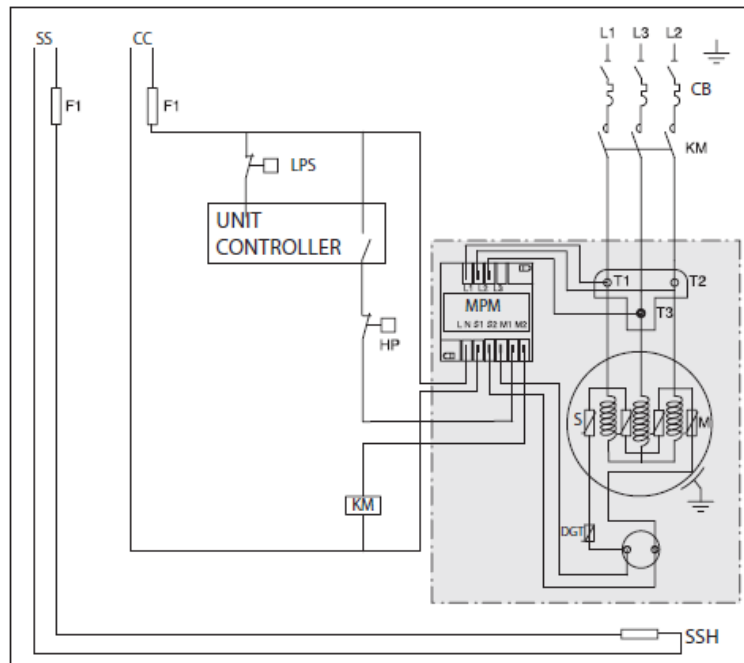 SS CC L1 L3 L2
F1 F1 CB
KM
LPS
UNIT
CONTROLLER
L1 L2 L3
T1 T2
MPM
T3
L N S1 S2 M1 M2
HP
S M
KM
DGT
SSH